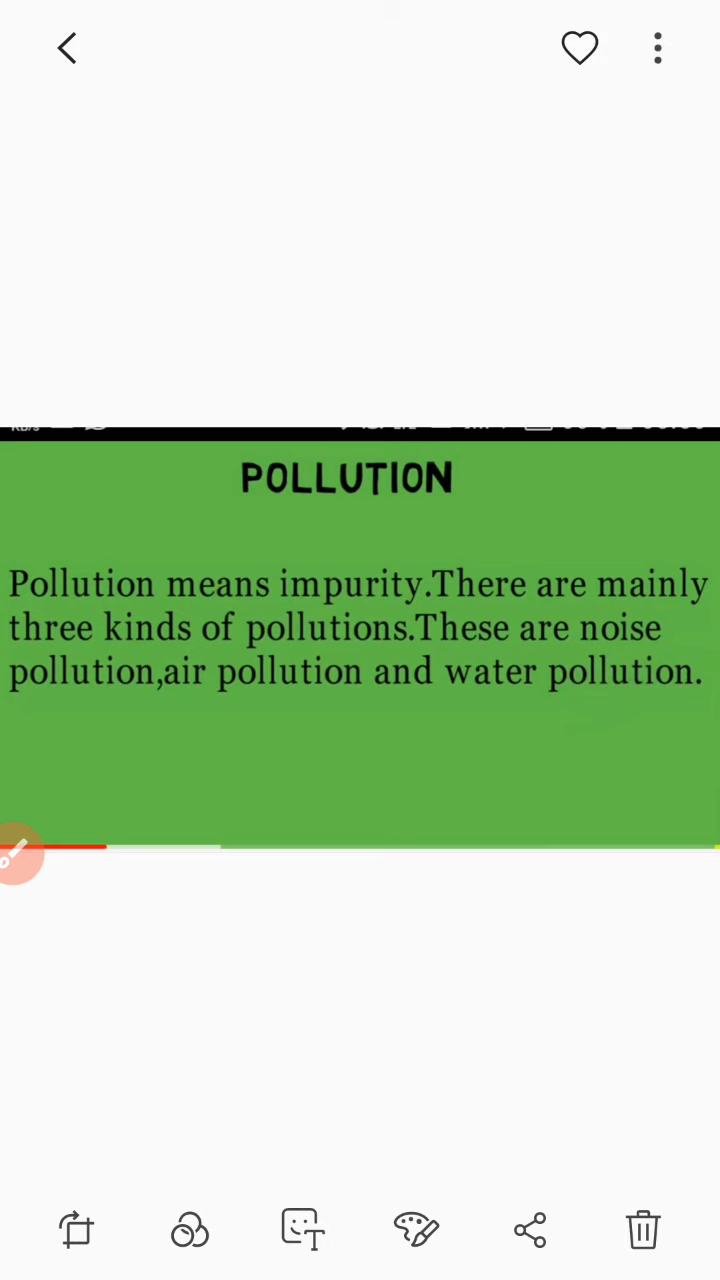 POLLUTION
Pollution means impurity.There are mainly
three kinds of pollutions.These are noise
pollution,air pollution and water pollution.